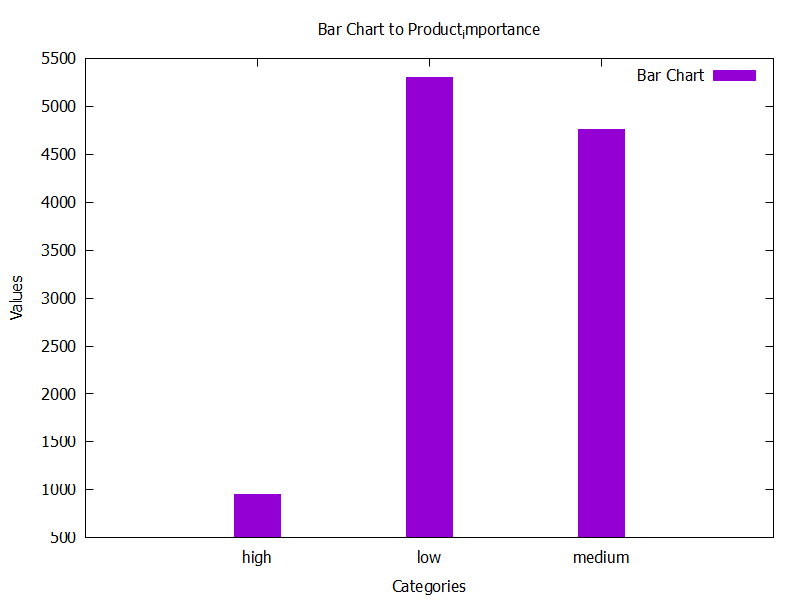 Bar Chart to Productᵢmportance
Bar Chart
5500
5000
4500
4000
3500
3000
2500
2000
1500
1000
500
Values
high low medium
Categories